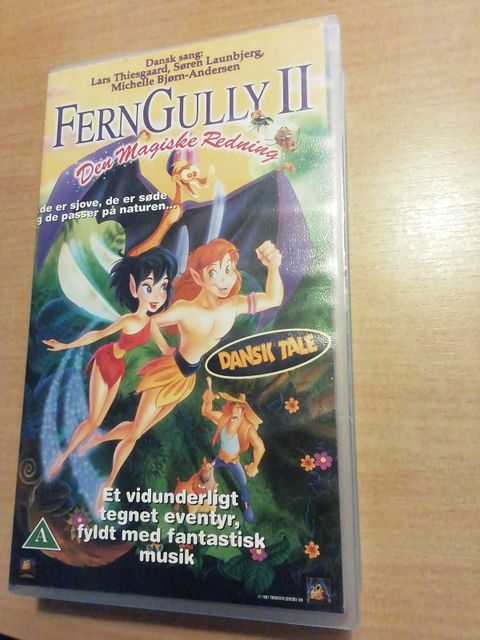 Dansk sang:
Lars Thiesgaard, Søren Launbjerg,
Michelle Bjørn-Andersen
FERNGULLY II
Den Magiske Redning
..de er sjove, de er søde
g de passer på naturen...
DANSK TALE
Et vidunderligt
tegnet eventyr,
fyldt med fantastisk
musik
A